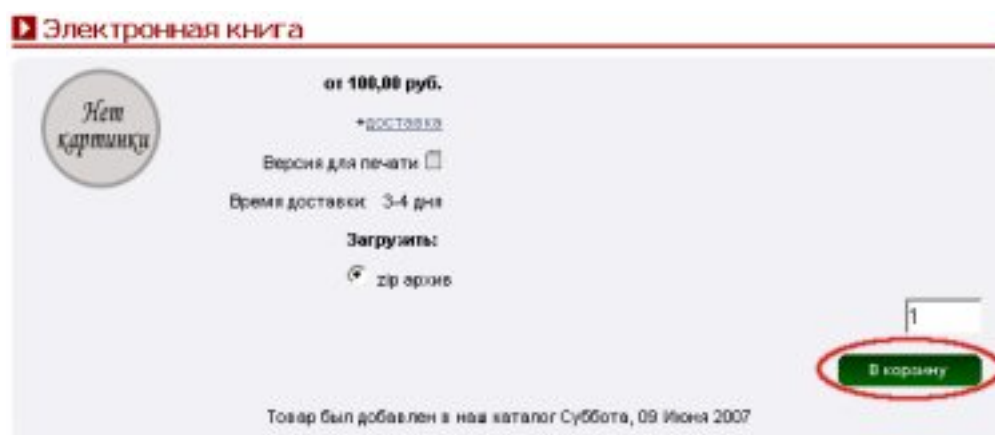 Электронная книга
Нет
картинки
от 100,00 руб.
+доставка
Версия для печати
Время доставки: 3-4 дня
Загрузить:
zip архив
1
В корзину
Товар был добавлен в наш каталог Суббота, 09 Июня 2007